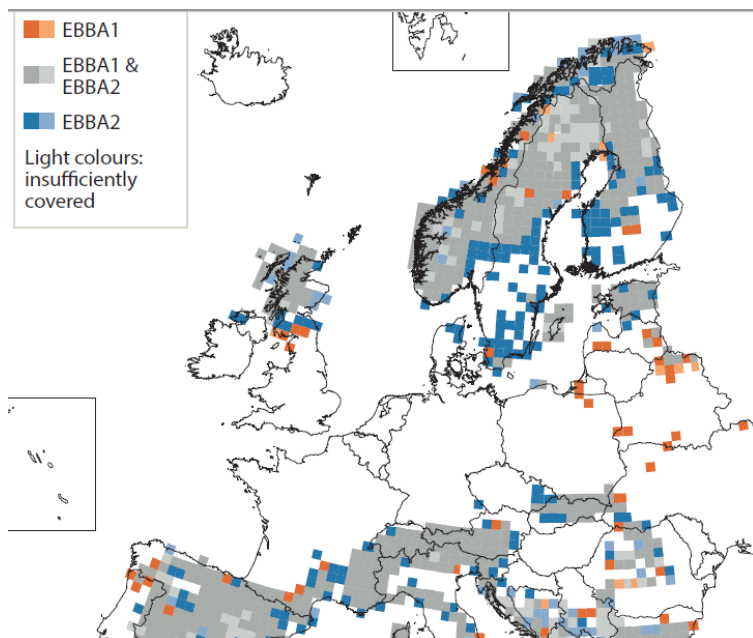 EBBA1
EBBA1 &
EBBA2
EBBA2
Light colours:
insufficiently
covered